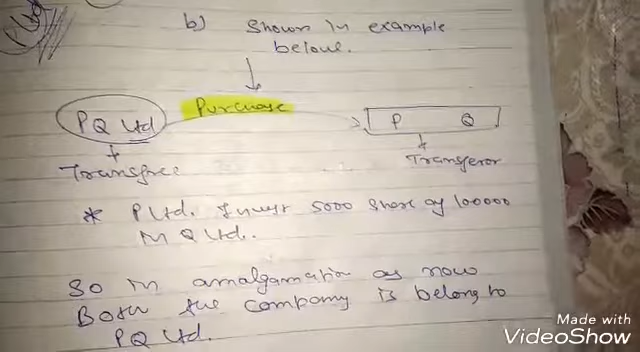 b) Shown in example
belowe.
Purchase
PQ Ltd
P Q
Transfree
Transferor
* P Ltd. Invest 5000 share of 100000
in Q Ltd..
So in amalgamation as now
Both the company is belong to
PQ Ltd.
Made with
VideoShow